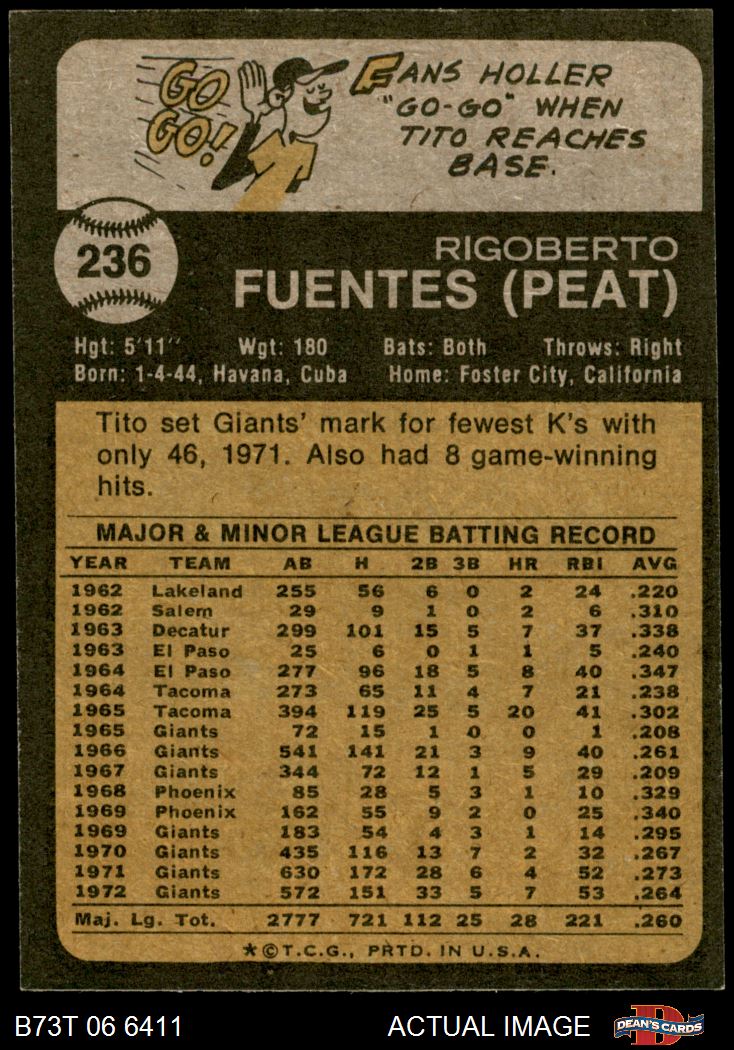 GO
GO!
FANS HOLLER
"GO-GO" WHEN
TITO REACHES
BASE.
236
RIGOBERTO
FUENTES (PEAT)
Hgt: 5'11" Wgt: 180 Bats: Both Throws: Right
Born: 1-4-44, Havana, Cuba Home: Foster City, California
Tito set Giants' mark for fewest K's with
only 46, 1971. Also had 8 game-winning
hits.
MAJOR & MINOR LEAGUE BATTING RECORD
YEAR TEAM AB H 2B 3B HR RBI AVG
1962 Lakeland 255 56 6 0 2 24 .220
1962 Salem 29 9 1 0 2 6 .310
1963 Decatur 299 101 15 5 7 37 .338
1963 El Paso 25 6 0 1 1 5 .240
1964 El Paso 277 96 18 5 8 40 .347
1964 Tacoma 273 65 11 4 7 21 .238
1965 Tacoma 394 119 25 5 20 41 .302
1965 Giants 72 15 1 0 0 1 .208
1966 Giants 541 141 21 3 9 40 .261
1967 Giants 344 72 12 1 5 29 .209
1968 Phoenix 85 28 5 3 1 10 .329
1969 Phoenix 162 55 9 2 0 25 .340
1969 Giants 183 54 4 3 1 14 .295
1970 Giants 435 116 13 7 2 32 .267
1971 Giants 630 172 28 6 4 52 .273
1972 Giants 572 151 33 5 7 53 .264
Maj. Lg. Tot. 2777 721 112 25 28 221 .260
*©T.C.G., PRTD. IN U.S.A.
B73T 06 6411 ACTUAL IMAGE D DEAN'S CARDS